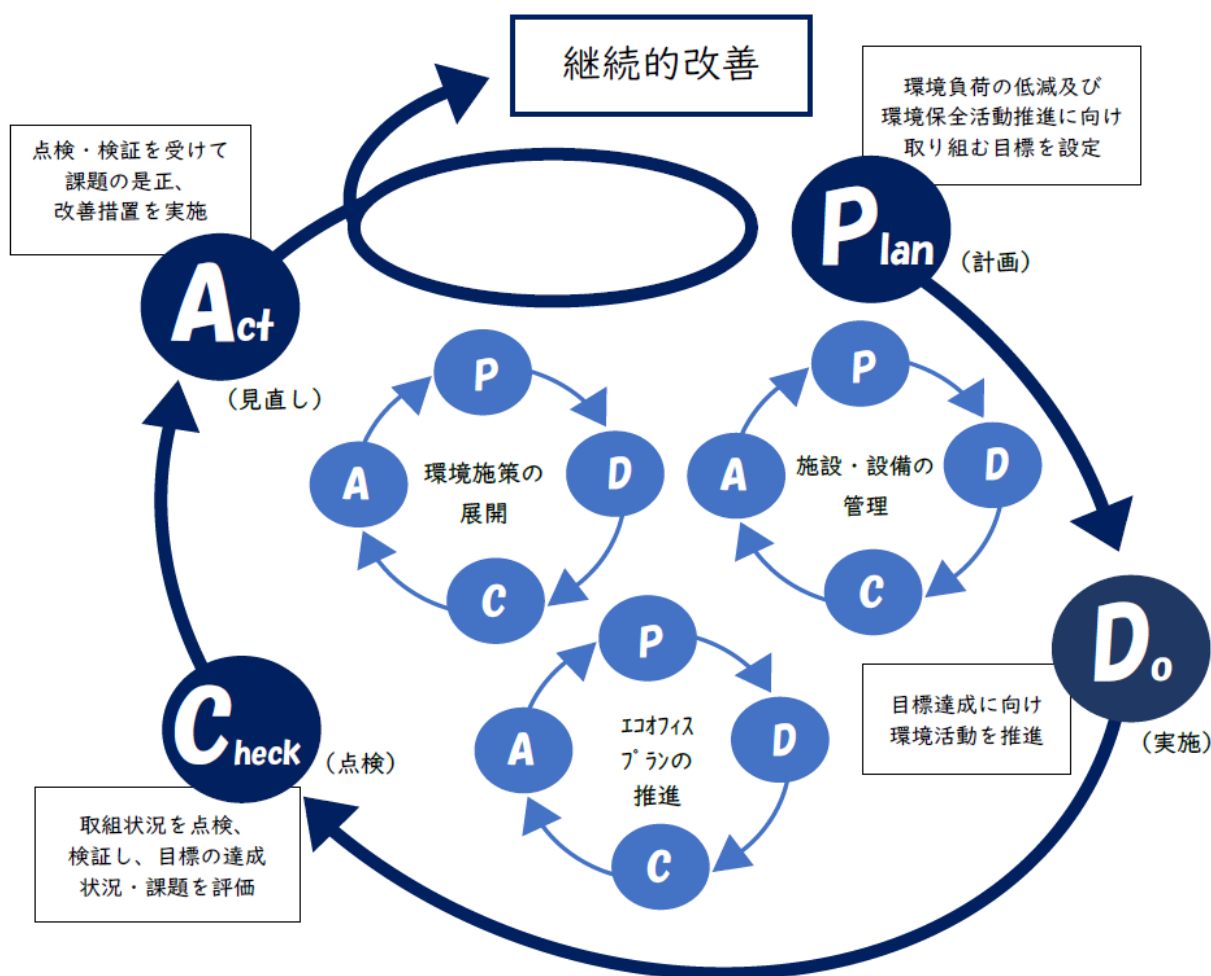 継続的改善
環境負荷の低減及び
環境保全活動推進に向け
取り組む目標を設定
Plan
(計画)
点検・検証を受けて
課題の是正、
改善措置を実施
Act
(見直し)
P
D
C
A
環境施策の
展開
P
D
C
A
施設・設備の
管理
P
D
C
A
エコオフィス
プランの
推進
Do
(実施)
目標達成に向け
環境活動を推進
Check
(点検)
取組状況を点検、
検証し、目標の達成
状況・課題を評価